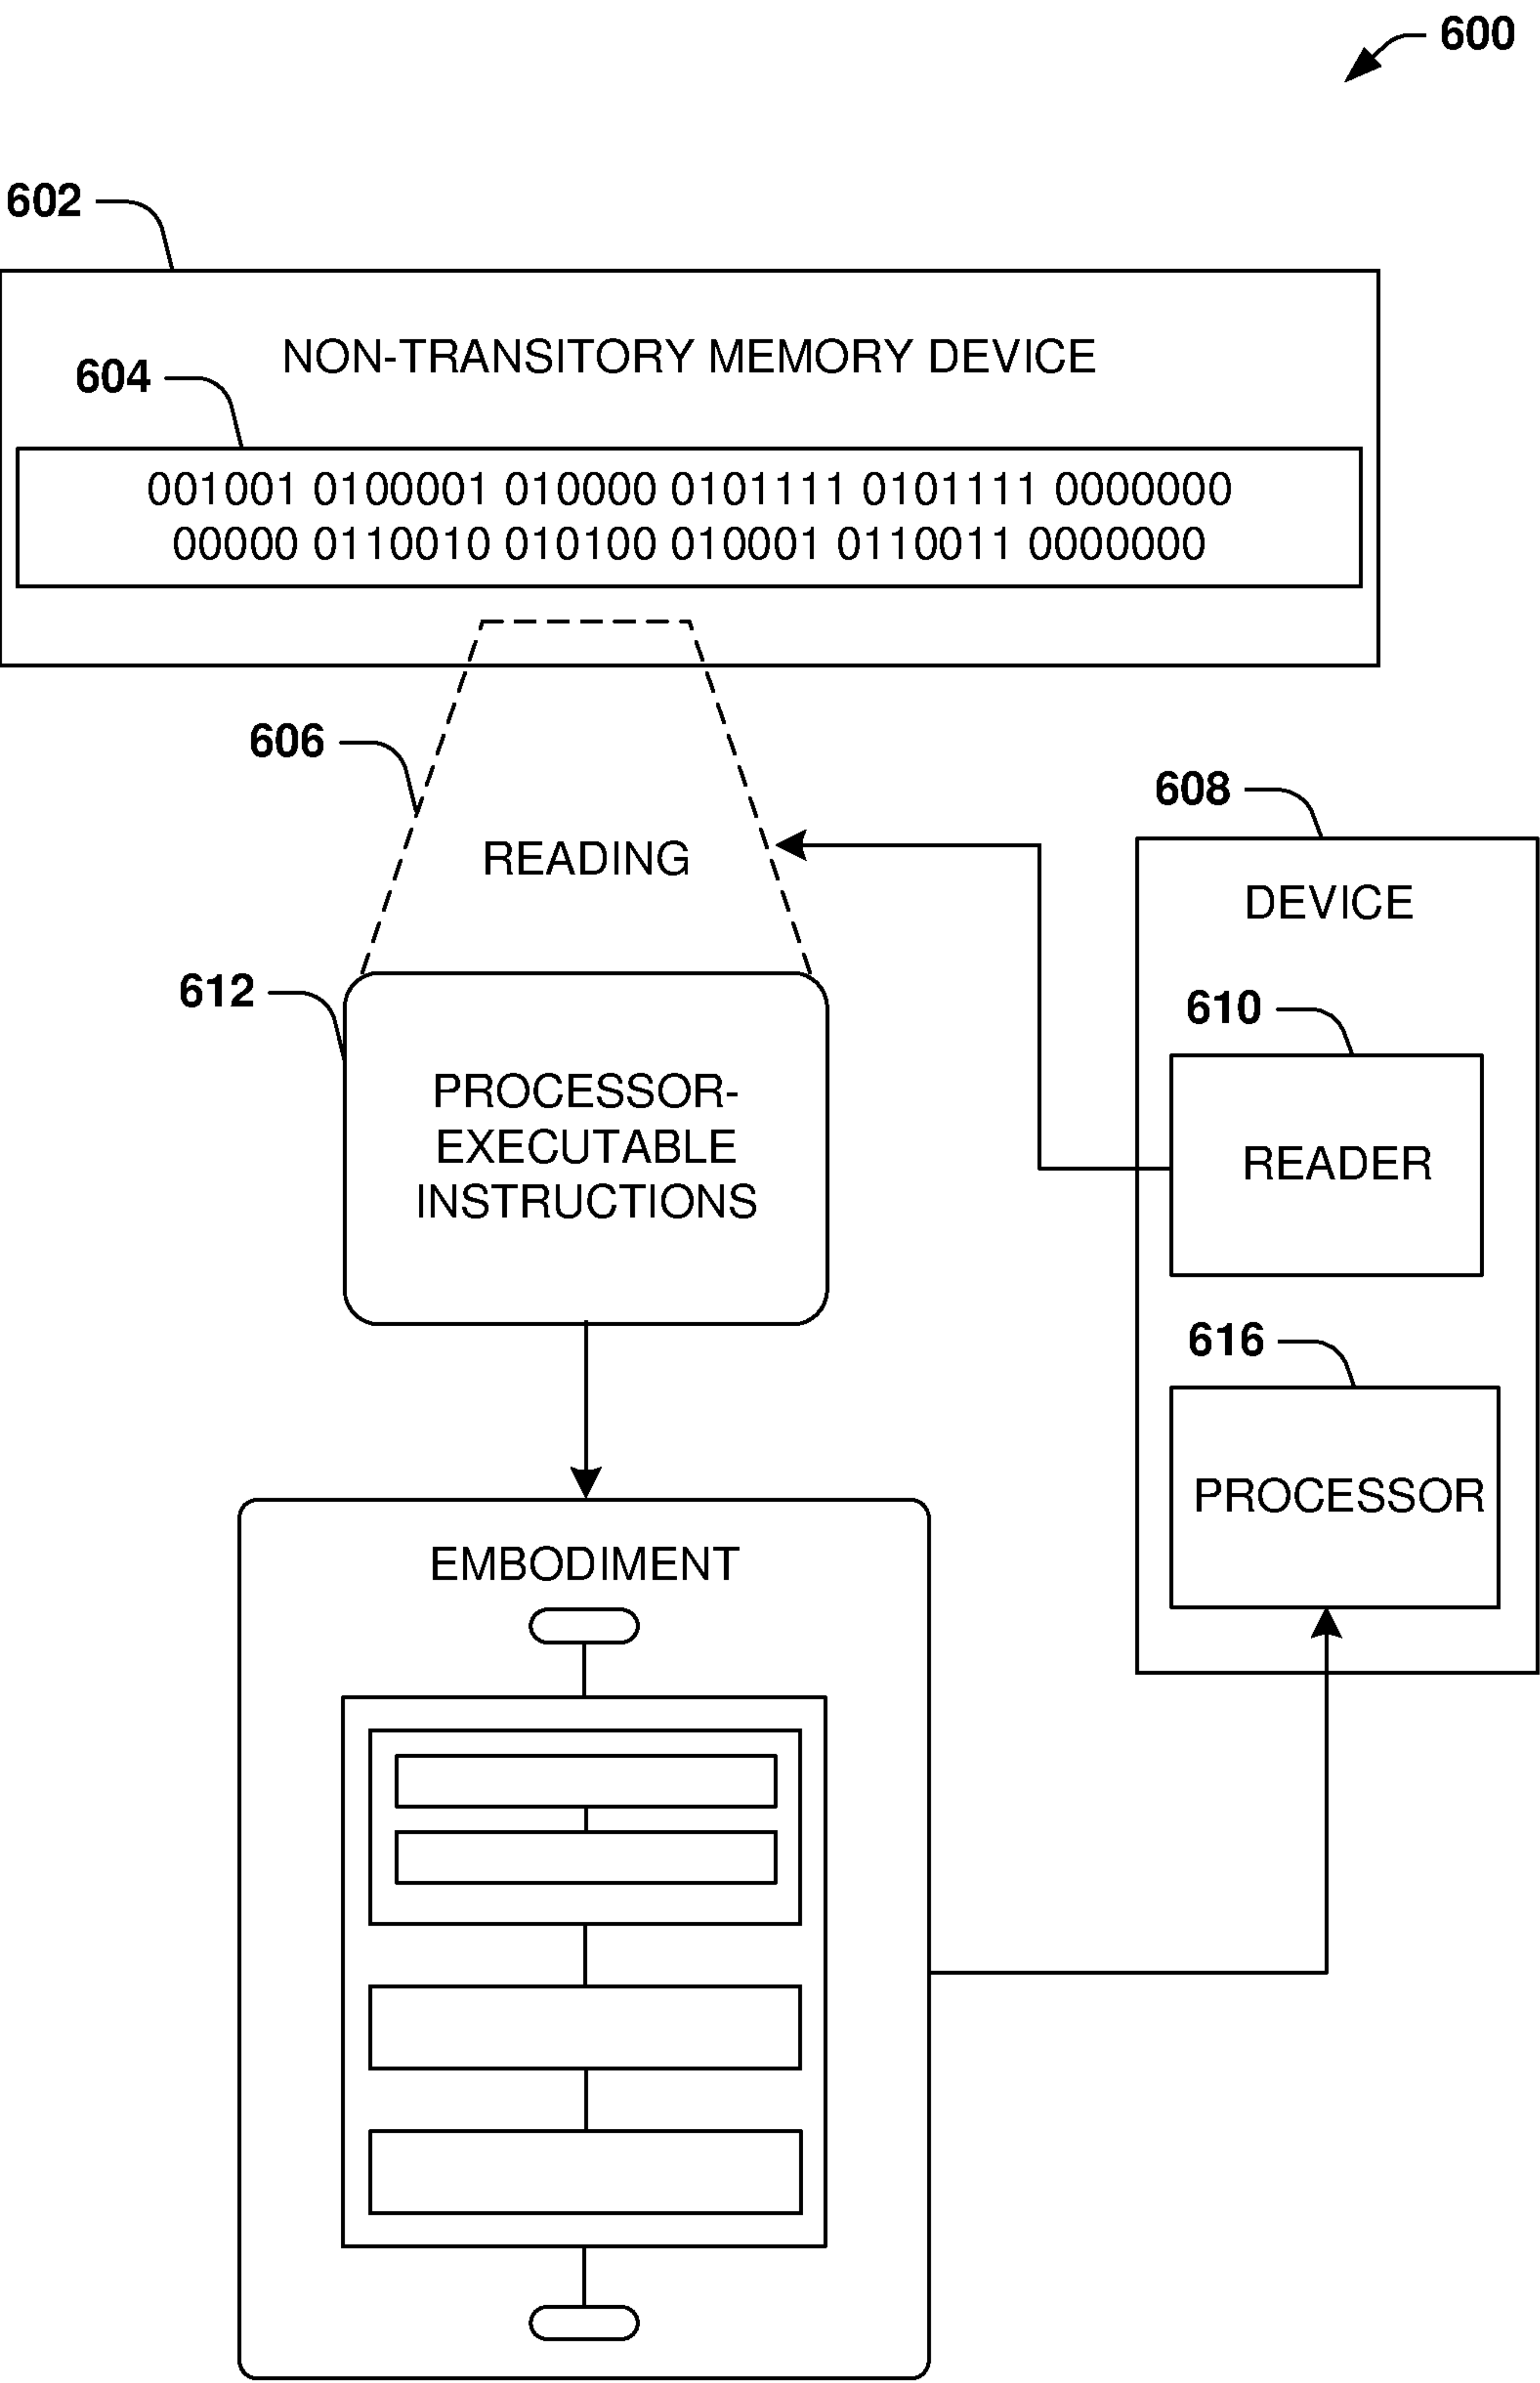 600
602
NON-TRANSITORY MEMORY DEVICE
604
001001 0100001 010000 0101111 0101111 0000000
00000 0110010 010100 010001 0110011 0000000
606
READING
608
DEVICE
612
PROCESSOR-
EXECUTABLE
INSTRUCTIONS
610
READER
616
PROCESSOR
EMBODIMENT